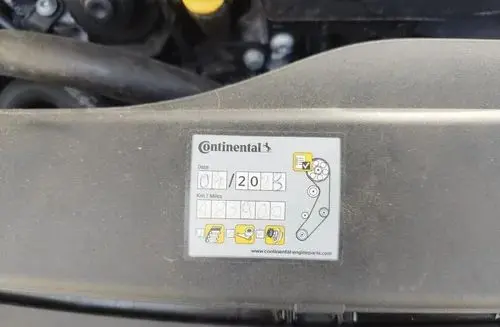 Continental
Date
/20
Km / Miles
www.continental-engineparts.com